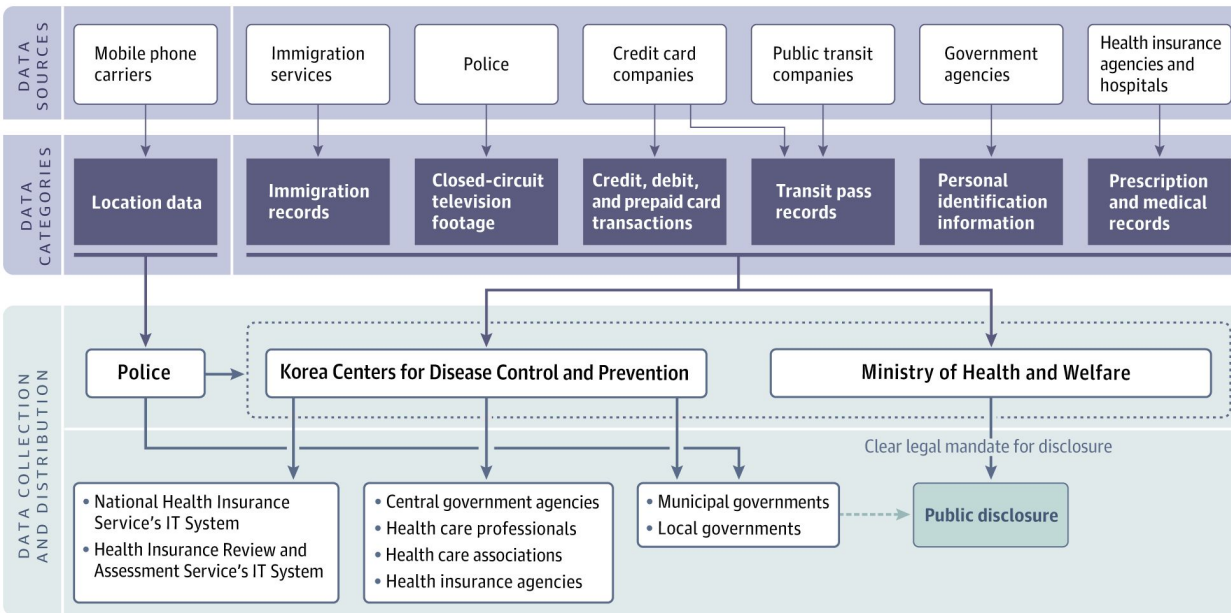 DATA
SOURCES
Mobile phone
carriers
Immigration
services
Police
Credit card
companies
Public transit
companies
Government
agencies
Health insurance
agencies and
hospitals
DATA
CATEGORIES
Location data
Immigration
records
Closed-circuit
television
footage
Credit, debit,
and prepaid card
transactions
Transit pass
records
Personal
identification
information
Prescription
and medical
records
DATA COLLECTION
AND DISTRIBUTION
Police
Korea Centers for Disease Control and Prevention
Ministry of Health and Welfare
Clear legal mandate for disclosure
• National Health Insurance
Service's IT System
• Health Insurance Review and
Assessment Service's IT System
• Central government agencies
• Health care professionals
• Health care associations
• Health insurance agencies
• Municipal governments
• Local governments
Public disclosure